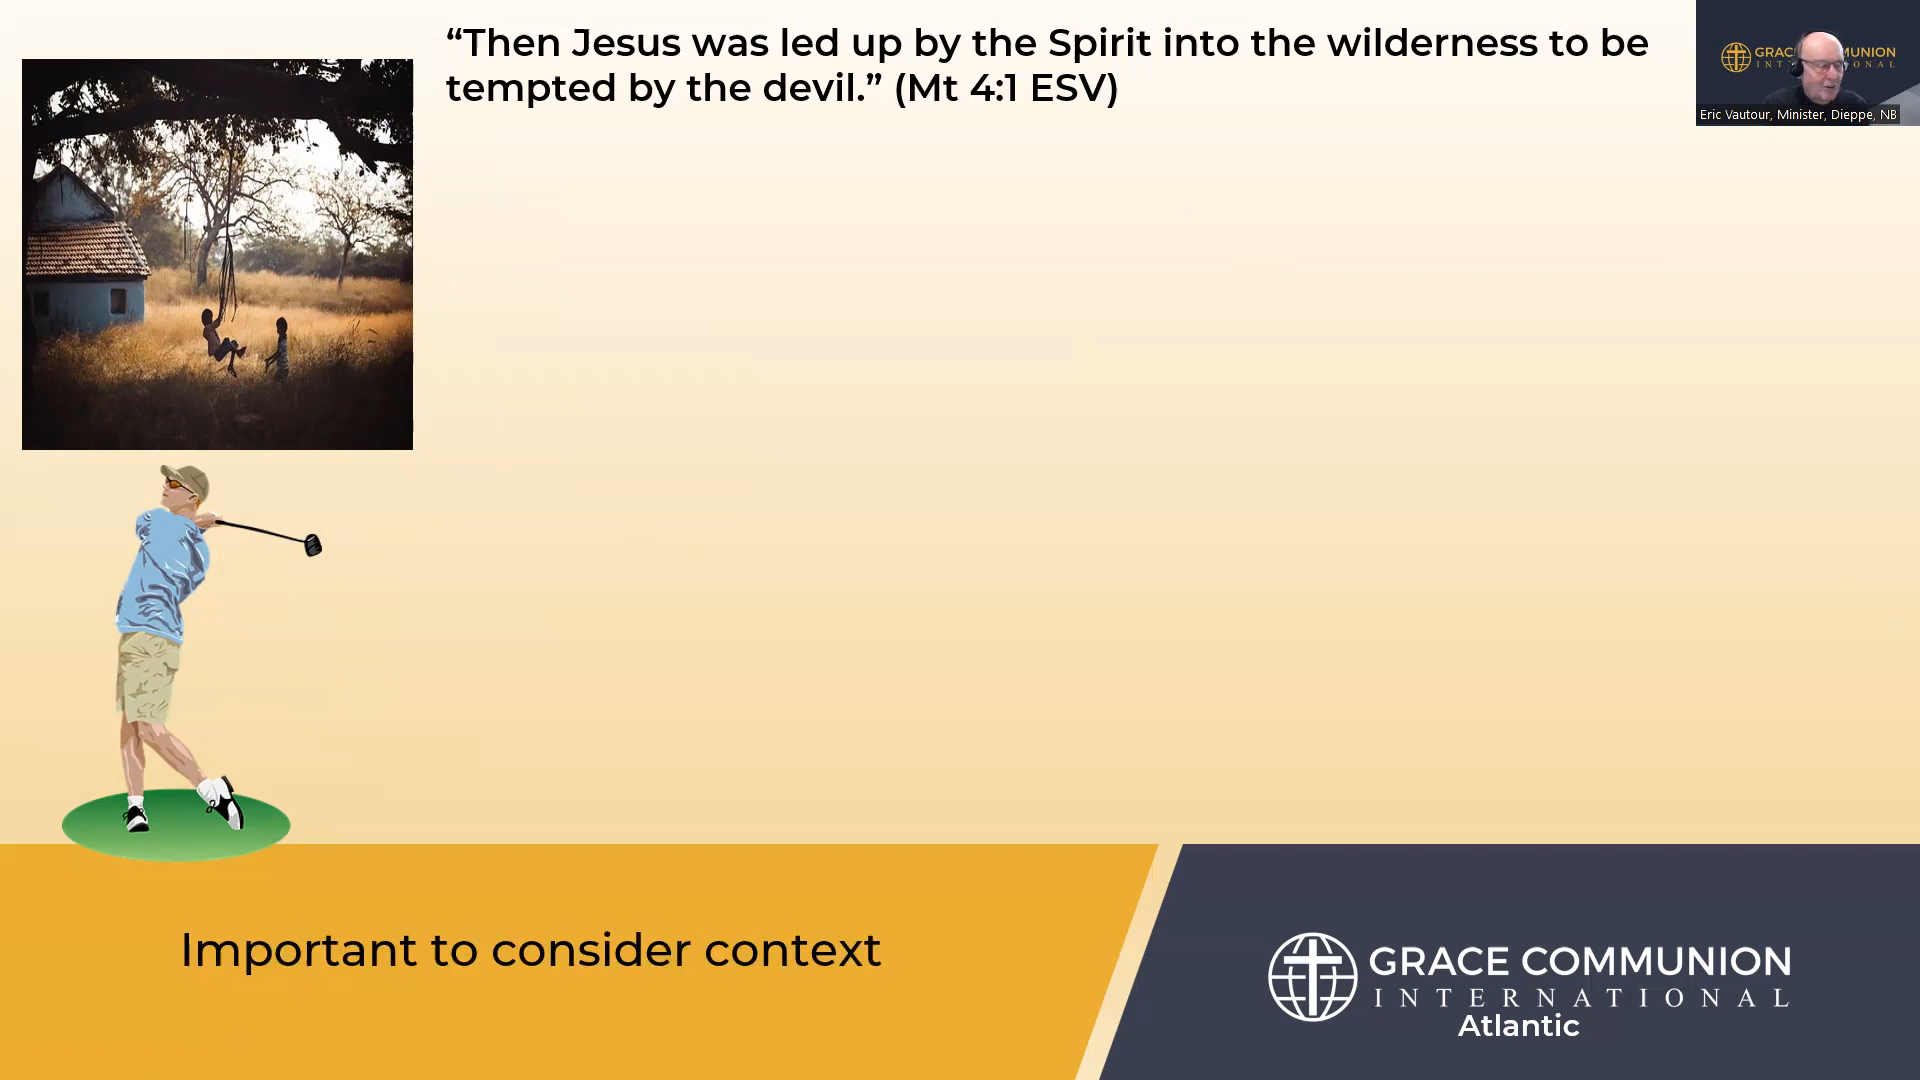 “Then Jesus was led up by the Spirit into the wilderness to be
tempted by the devil.” (Mt 4:1 ESV)
Eric Vautour, Minister, Dieppe, NB
Important to consider context
GRACE COMMUNION
INTERNATIONAL
Atlantic